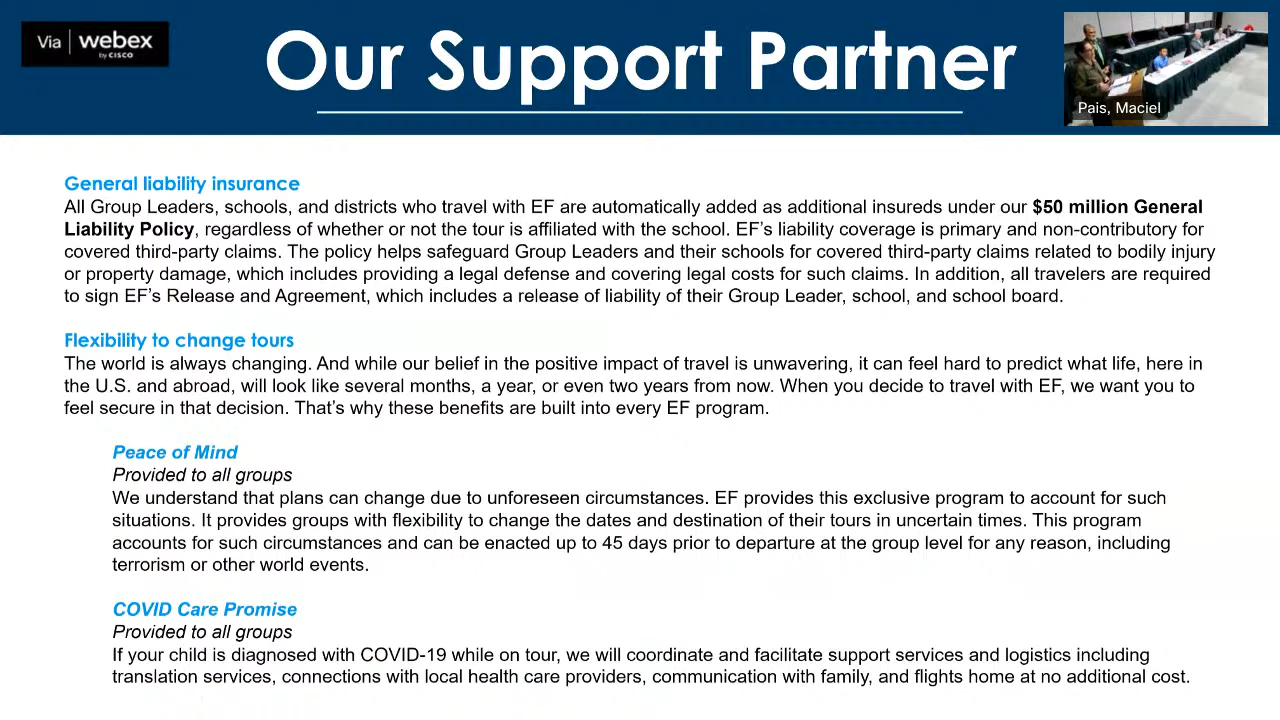 Via | webex
by CISCO
Our Support Partner
Pais, Maciel
General liability insurance
All Group Leaders, schools, and districts who travel with EF are automatically added as additional insureds under our $50 million General
Liability Policy, regardless of whether or not the tour is affiliated with the school. EF’s liability coverage is primary and non-contributory for
covered third-party claims. The policy helps safeguard Group Leaders and their schools for covered third-party claims related to bodily injury
or property damage, which includes providing a legal defense and covering legal costs for such claims. In addition, all travelers are required
to sign EF’s Release and Agreement, which includes a release of liability of their Group Leader, school, and school board.
Flexibility to change tours
The world is always changing. And while our belief in the positive impact of travel is unwavering, it can feel hard to predict what life, here in
the U.S. and abroad, will look like several months, a year, or even two years from now. When you decide to travel with EF, we want you to
feel secure in that decision. That’s why these benefits are built into every EF program.
Peace of Mind
Provided to all groups
We understand that plans can change due to unforeseen circumstances. EF provides this exclusive program to account for such
situations. It provides groups with flexibility to change the dates and destination of their tours in uncertain times. This program
accounts for such circumstances and can be enacted up to 45 days prior to departure at the group level for any reason, including
terrorism or other world events.
COVID Care Promise
Provided to all groups
If your child is diagnosed with COVID-19 while on tour, we will coordinate and facilitate support services and logistics including
translation services, connections with local health care providers, communication with family, and flights home at no additional cost.